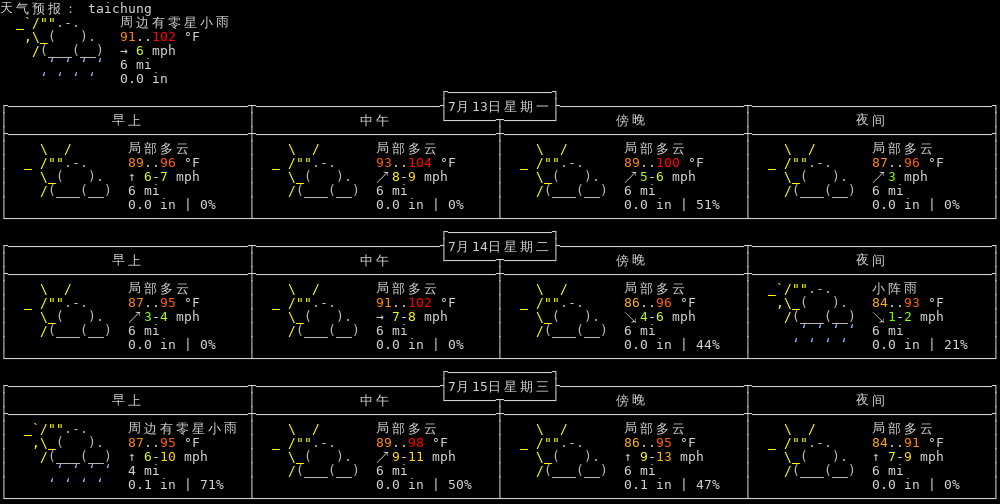 天气预报： taichung
周边有零星小雨
91..102 °F
→ 6 mph
6 mi
0.0 in
7月13日星期一
早上 中午 傍晚 夜间
局部多云 局部多云 局部多云 局部多云
89..96 °F 93..104 °F 89..100 °F 87..96 °F
↑ 6-7 mph ↗ 8-9 mph ↗ 5-6 mph ↗ 3 mph
6 mi 6 mi 6 mi 6 mi
0.0 in | 0% 0.0 in | 0% 0.0 in | 51% 0.0 in | 0%
7月14日星期二
早上 中午 傍晚 夜间
局部多云 局部多云 局部多云 小阵雨
87..95 °F 91..102 °F 86..96 °F 84..93 °F
↗ 3-4 mph → 7-8 mph ↘ 4-6 mph ↘ 1-2 mph
6 mi 6 mi 6 mi 6 mi
0.0 in | 0% 0.0 in | 0% 0.0 in | 44% 0.0 in | 21%
7月15日星期三
早上 中午 傍晚 夜间
周边有零星小雨 局部多云 局部多云 局部多云
87..95 °F 89..98 °F 86..95 °F 84..91 °F
↑ 6-10 mph ↗ 9-11 mph ↑ 9-13 mph ↑ 7-9 mph
4 mi 6 mi 6 mi 6 mi
0.1 in | 71% 0.0 in | 50% 0.1 in | 47% 0.0 in | 0%